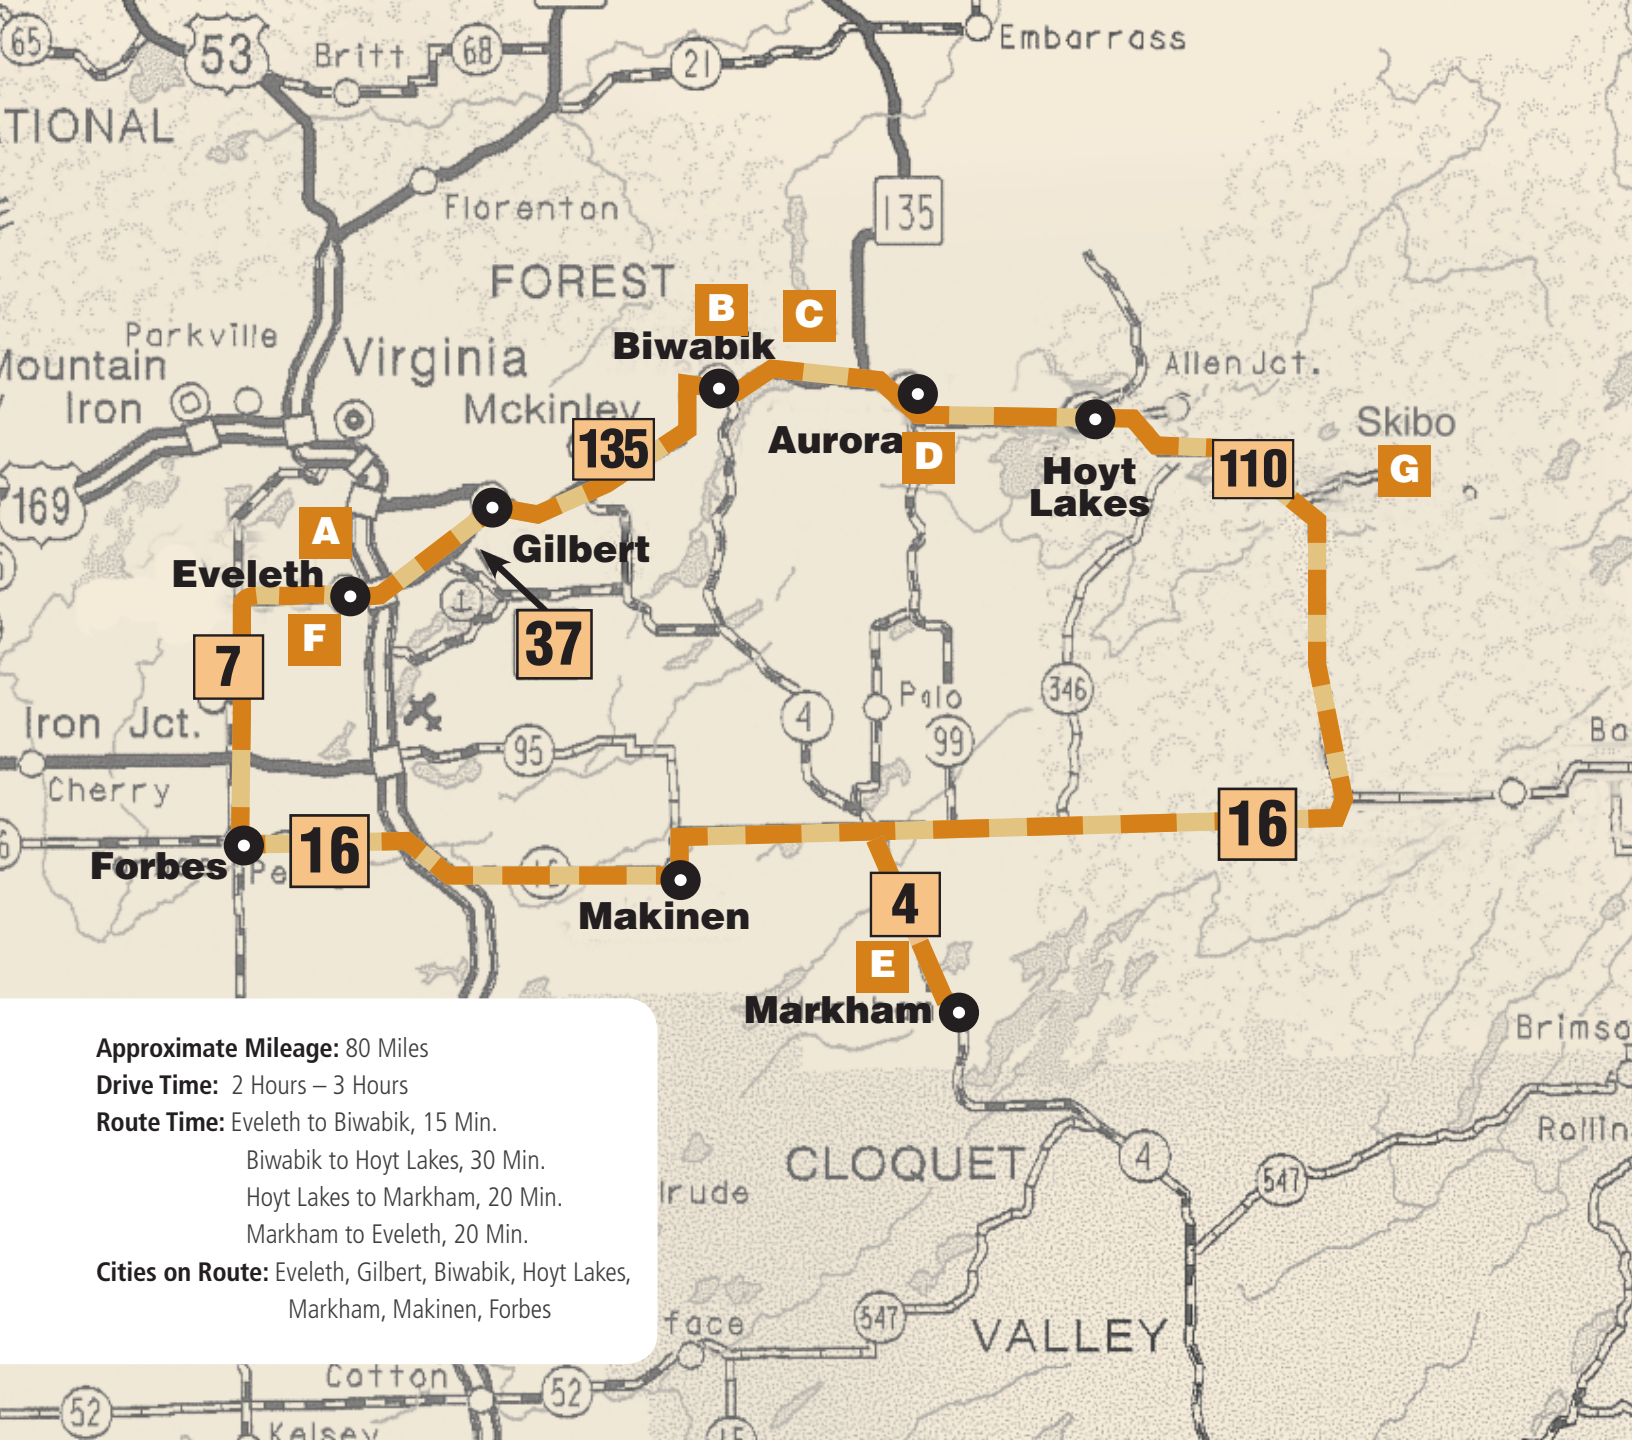 65
53
Britt
68
21
Embarrass
TIONAL
Florenton
135
FOREST
Parkville
Mountain
Iron
Virginia
Mckinley
B
C
Biwabik
Allen Jct.
135
Aurora
D
Hoyt
Lakes
110
Skibo
G
169
A
Gilbert
Eveleth
F
37
7
346
Iron Jct.
4
Palo
99
95
Cherry
Ba
16
Forbes
Pe
16
Makinen
4
E
Markham
Brimso
Approximate Mileage: 80 Miles
Drive Time: 2 Hours – 3 Hours
Route Time: Eveleth to Biwabik, 15 Min.
Biwabik to Hoyt Lakes, 30 Min.
Hoyt Lakes to Markham, 20 Min.
Markham to Eveleth, 20 Min.
Cities on Route: Eveleth, Gilbert, Biwabik, Hoyt Lakes,
Markham, Makinen, Forbes
CLOQUET
4
547
Rollin
lrude
547
face
VALLEY
Cotton
52
52
Kelsey